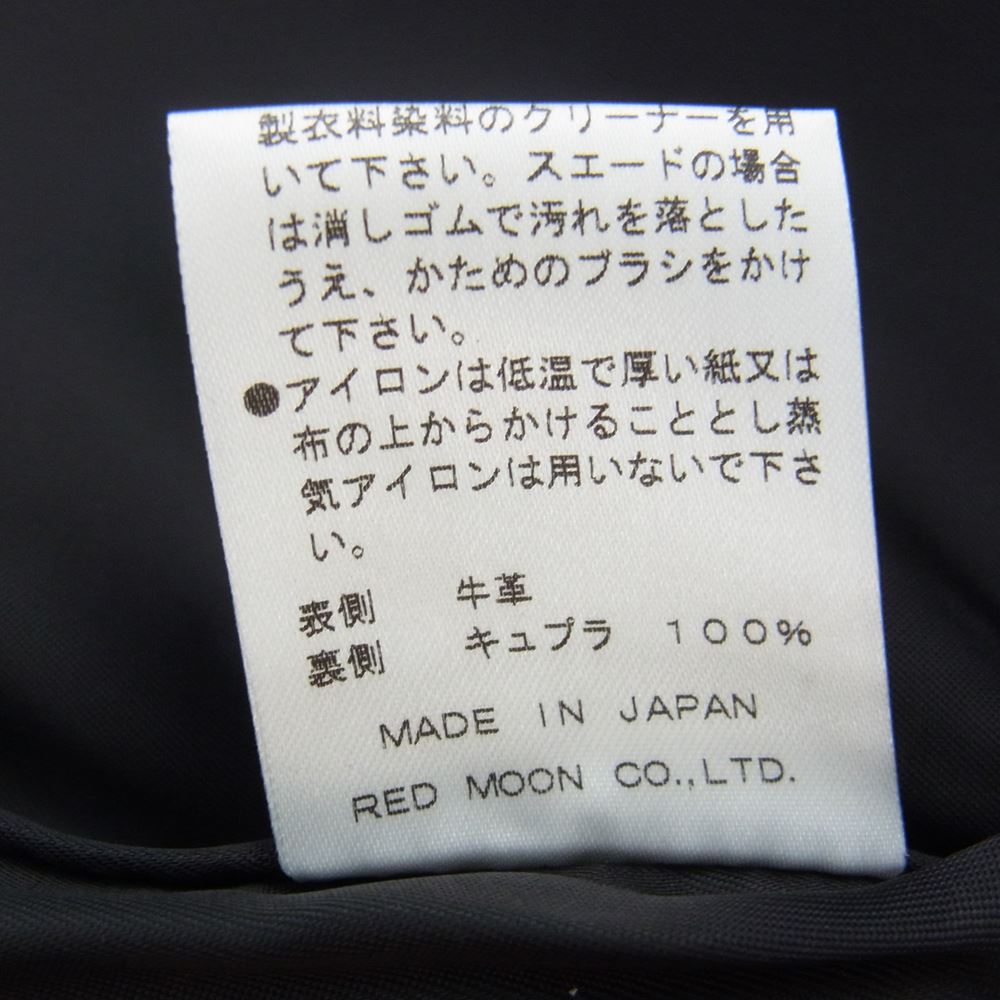 製衣料染料のクリーナーを用
いて下さい。スエードの場合
は消しゴムで汚れを落とした
うえ、かためのブラシをかけ
て下さい。
●アイロンは低温で厚い紙又は
布の上からかけることとし蒸
気アイロンは用いないで下さ
い。
表側 牛革
裏側 キュプラ 100%
MADE IN JAPAN
RED MOON CO.,LTD.